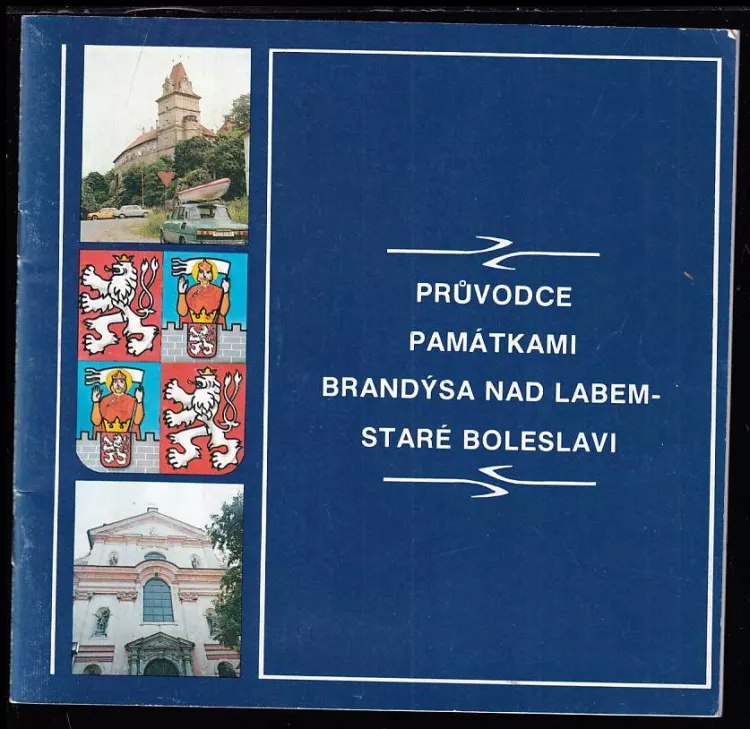 PRŮVODCE
PAMÁTKAMI
BRANDÝSA NAD LABEM-
STARÉ BOLESLAVI